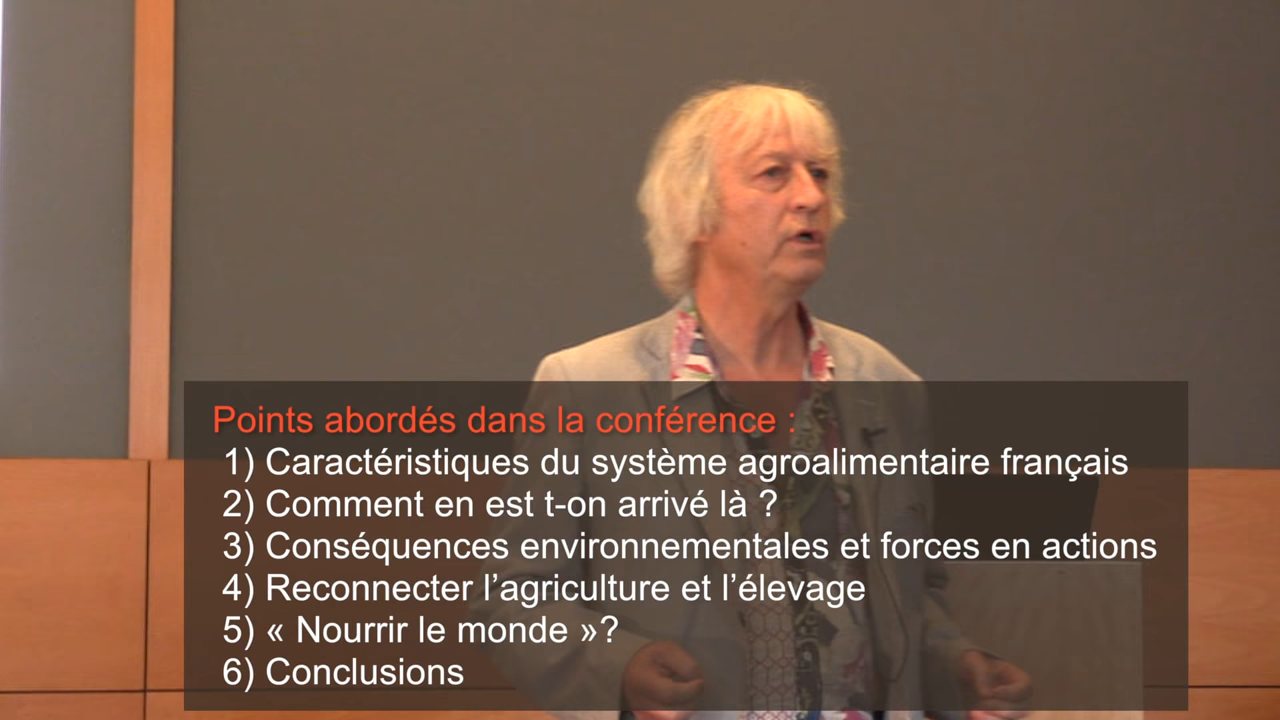 Points abordés dans la conférence :
1) Caractéristiques du système agroalimentaire français
2) Comment en est t-on arrivé là ?
3) Conséquences environnementales et forces en actions
4) Reconnecter l’agriculture et l’élevage
5) « Nourrir le monde »?
6) Conclusions